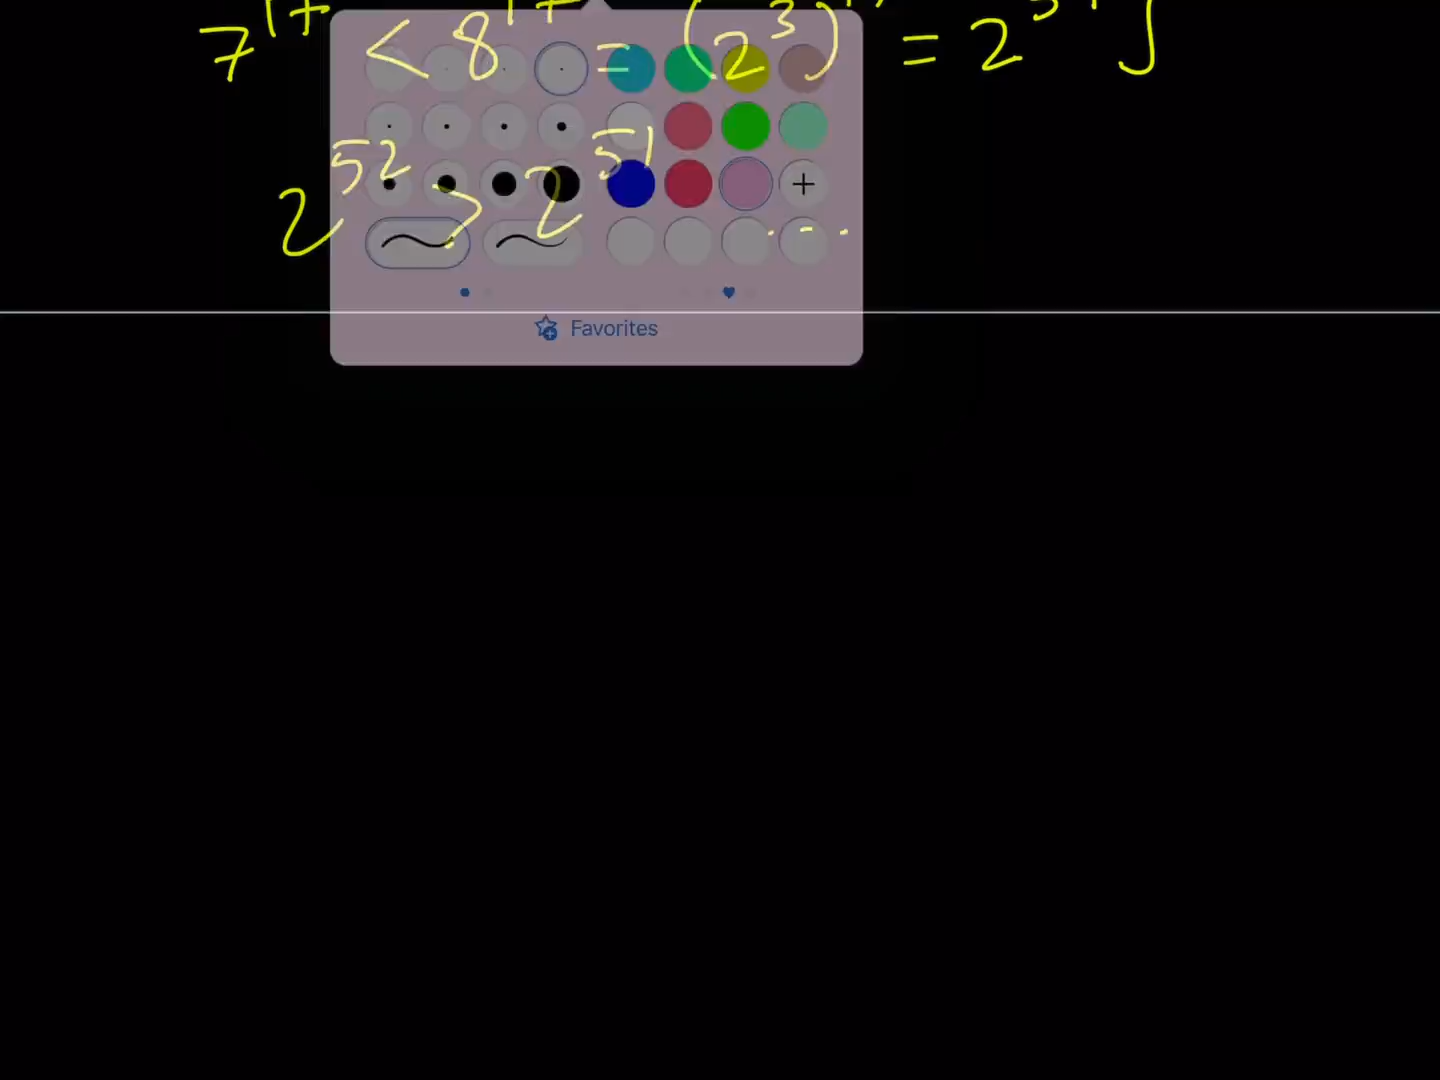 7^17 < 8^17 = (2^3)^17 = 2^51 }
2^52 > 2^51 ...
Favorites